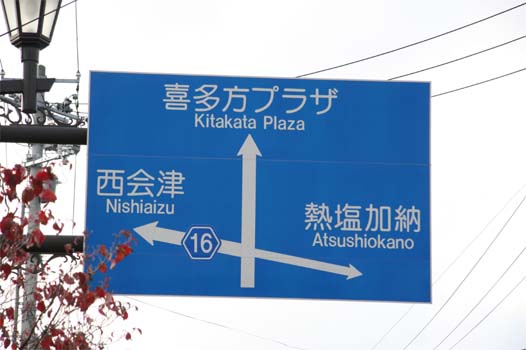 喜多方プラザ
Kitakata Plaza
西会津
Nishiaizu
16
熱塩加納
Atsushiokano